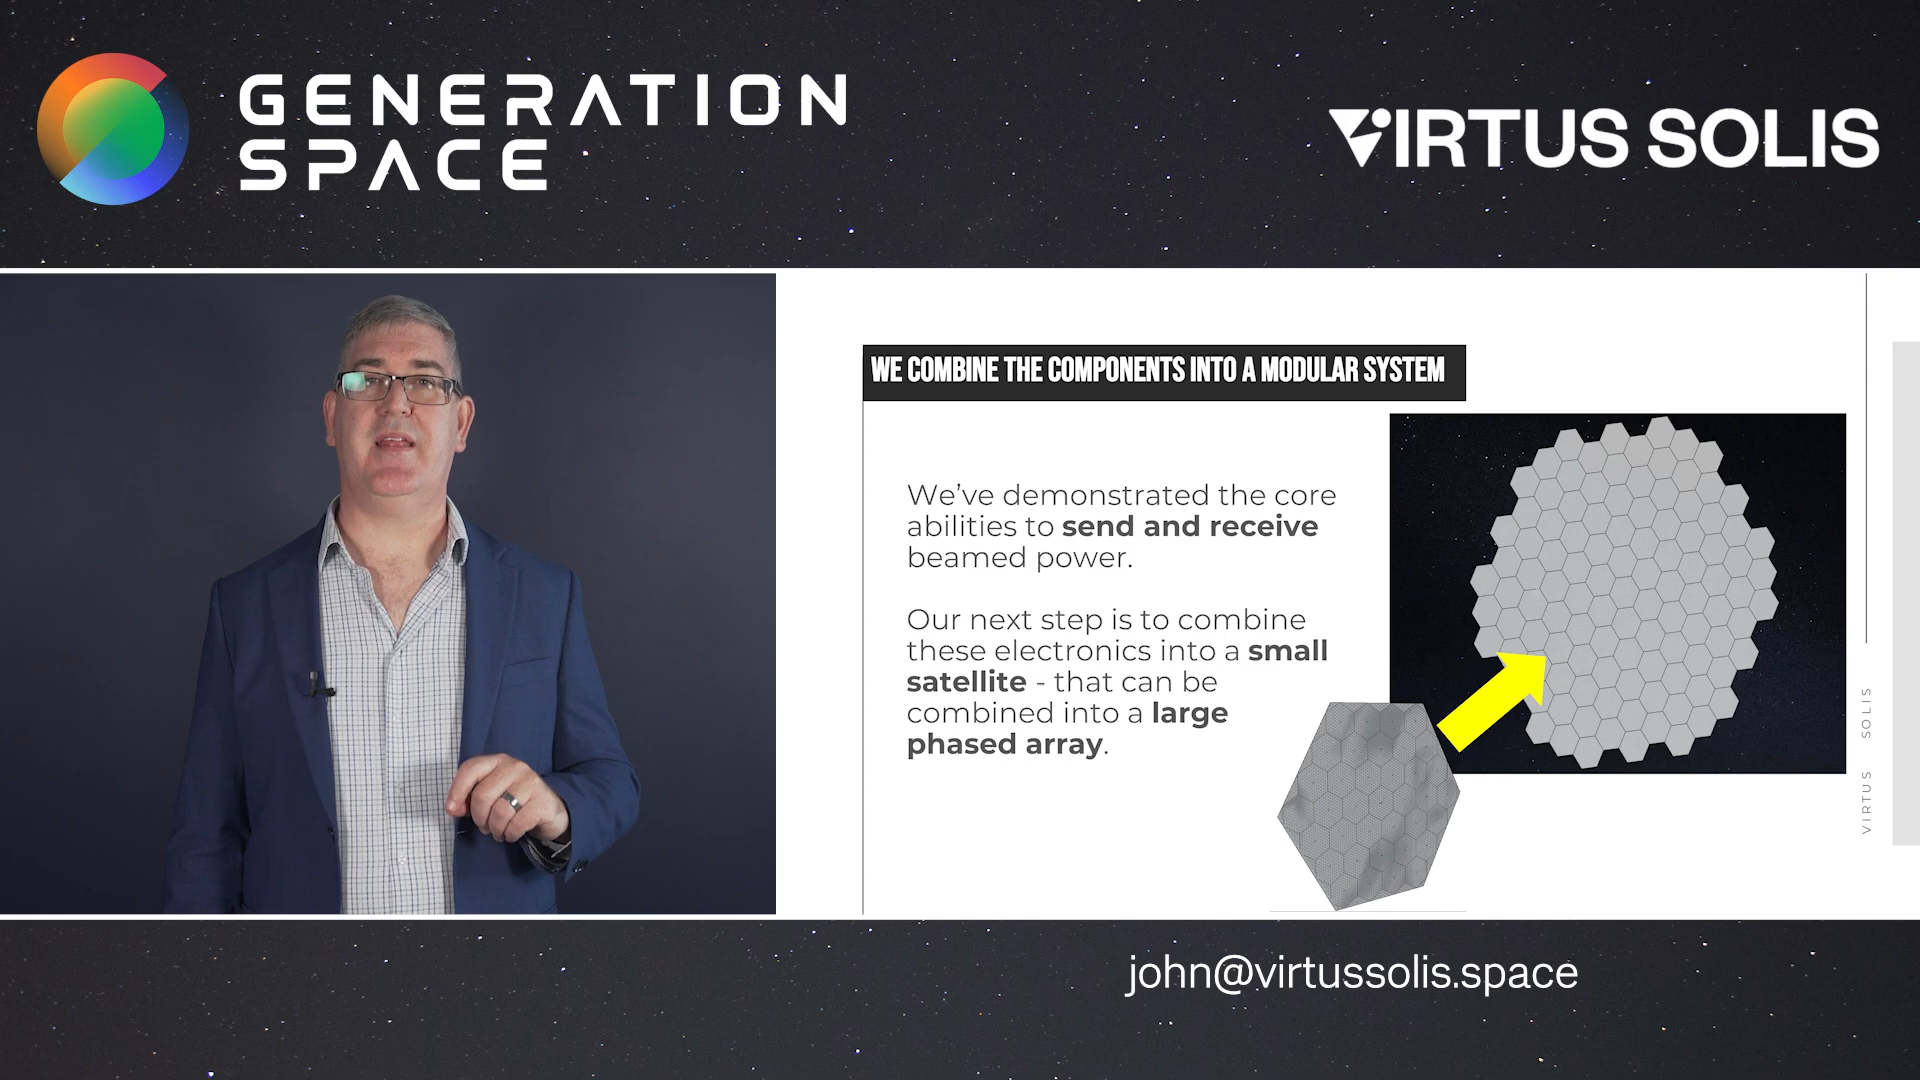 GENERATION
SPACE
VIRTUS SOLIS
WE COMBINE THE COMPONENTS INTO A MODULAR SYSTEM
We’ve demonstrated the core
abilities to send and receive
beamed power.
Our next step is to combine
these electronics into a small
satellite - that can be
combined into a large
phased array.
VIRTUS SOLIS
john@virtussolis.space